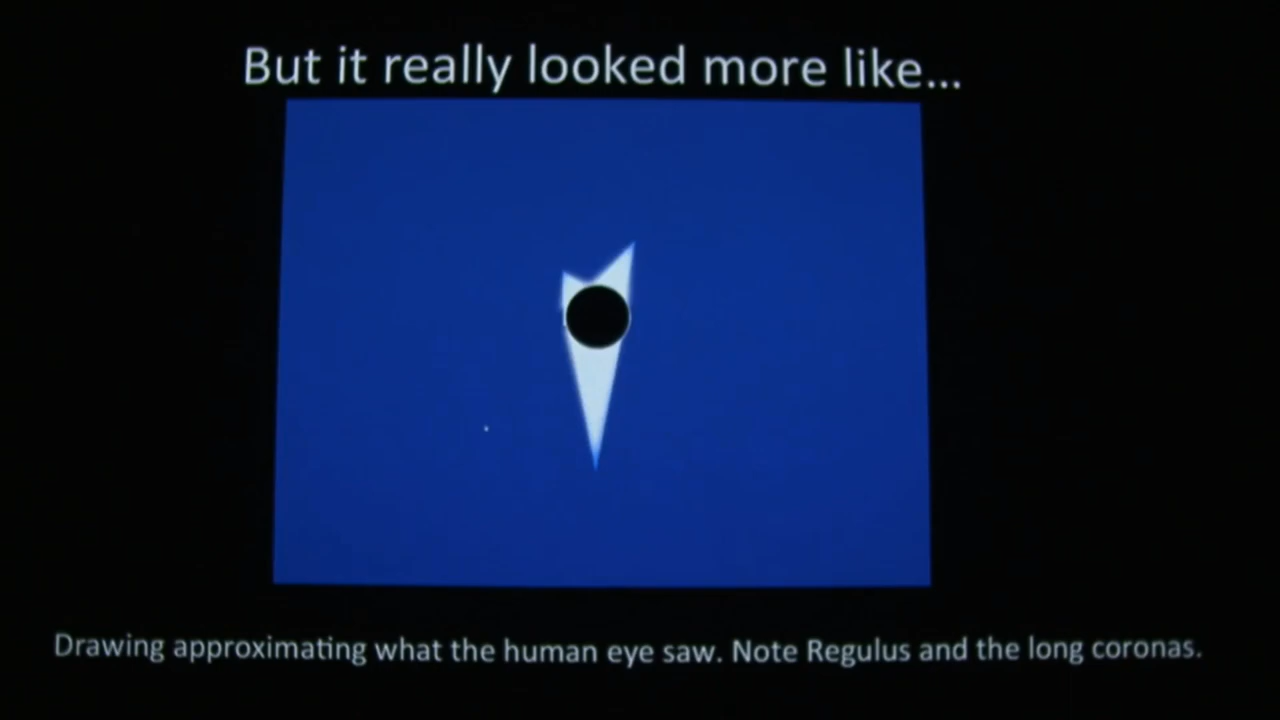 But it really looked more like...
Drawing approximating what the human eye saw. Note Regulus and the long coronas.